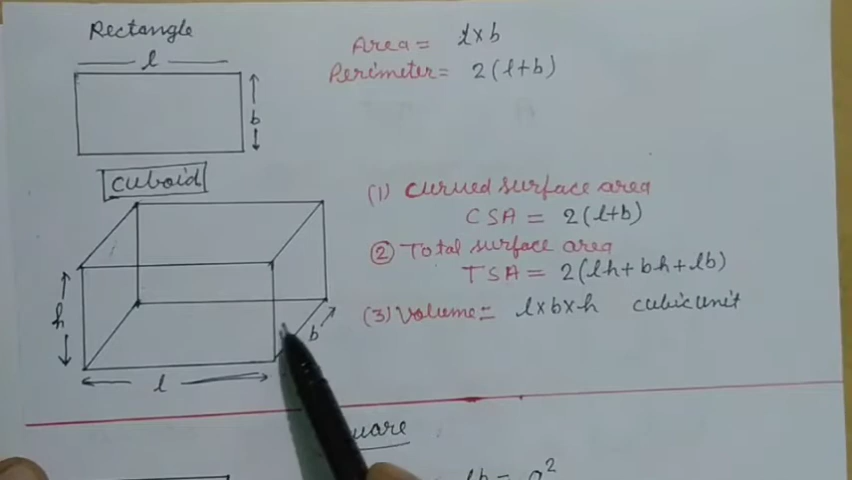 Rectangle
l
b
Area = l×b
Perimeter = 2(l+b)
cuboid
h
l
b
(1) curved surface area
CSA = 2(l+b)
② Total surface area
TSA = 2(lh+bh+lb)
(3) Volume = l×b×h cubic unit
a²